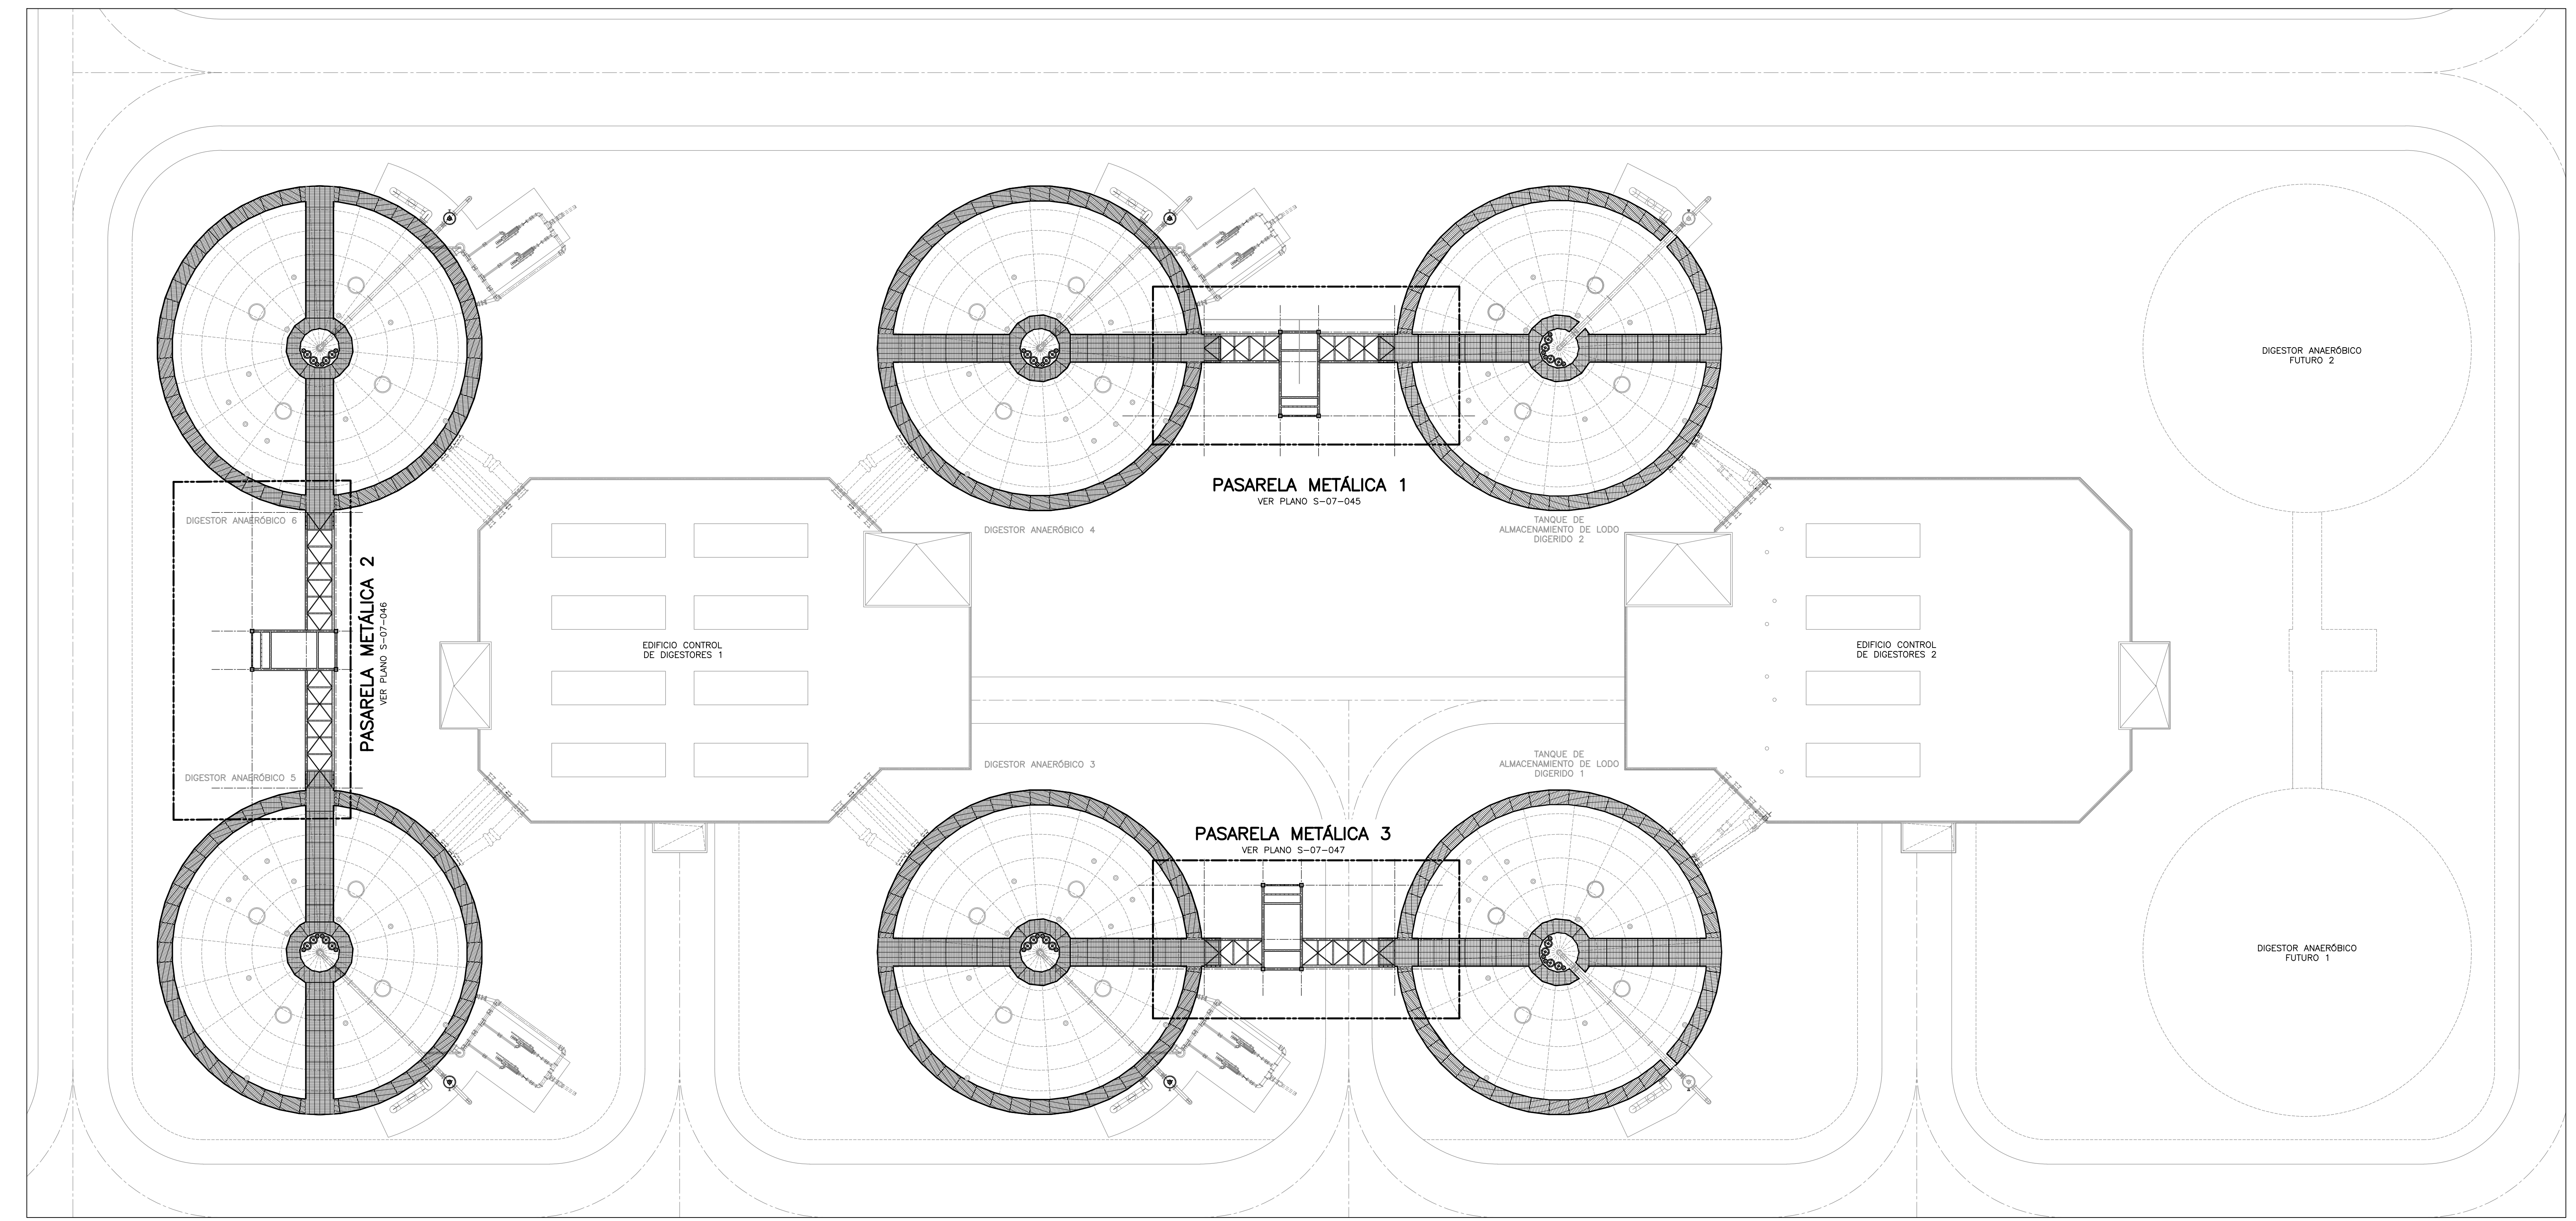 DIGESTOR ANAERÓBICO
FUTURO 2
PASARELA METÁLICA 1
VER PLANO S-07-045
DIGESTOR ANAERÓBICO 6
DIGESTOR ANAERÓBICO 4
TANQUE DE
ALMACENAMIENTO DE LODO
DIGERIDO 2
PASARELA METÁLICA 2
VER PLANO S-07-046
EDIFICIO CONTROL
DE DIGESTORES 1
EDIFICIO CONTROL
DE DIGESTORES 2
DIGESTOR ANAERÓBICO 5
DIGESTOR ANAERÓBICO 3
TANQUE DE
ALMACENAMIENTO DE LODO
DIGERIDO 1
PASARELA METÁLICA 3
VER PLANO S-07-047
DIGESTOR ANAERÓBICO
FUTURO 1